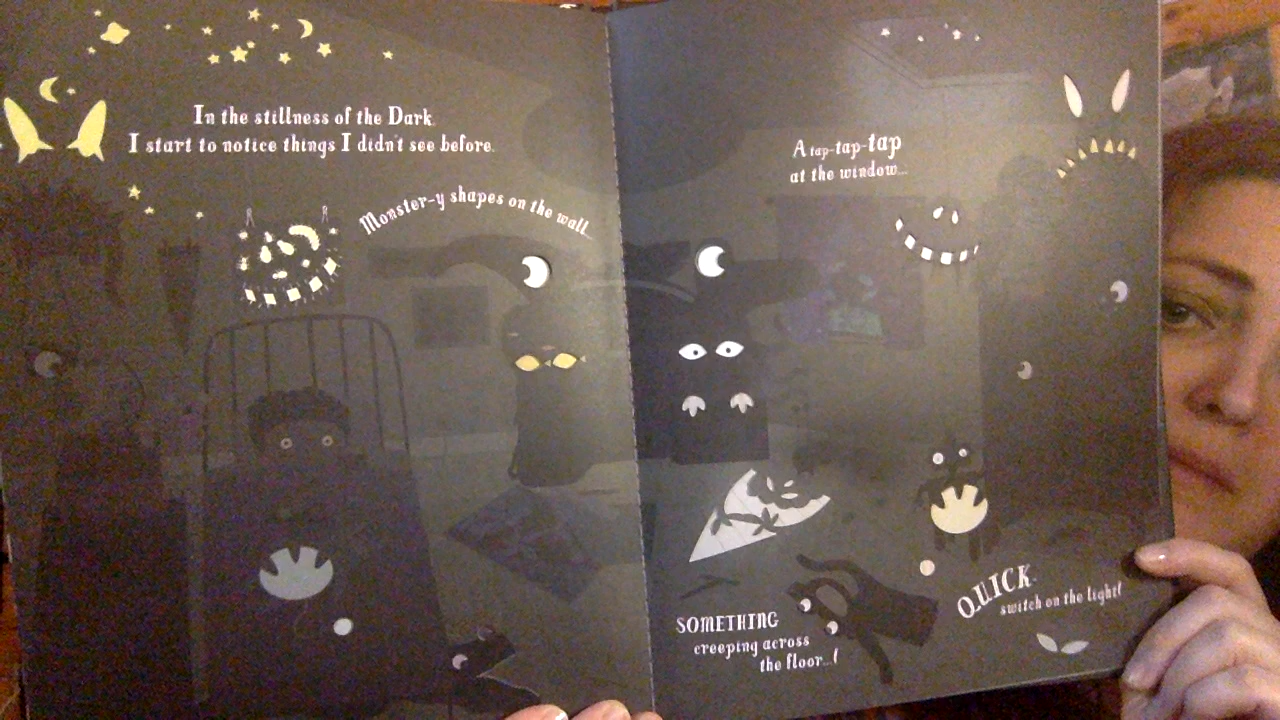 In the stillness of the Dark
I start to notice things I didn't see before.
Monster-y shapes on the wall...
A tap-tap-tap
at the window...
SOMETHING
creeping across
the floor...!
QUICK-
switch on the light!